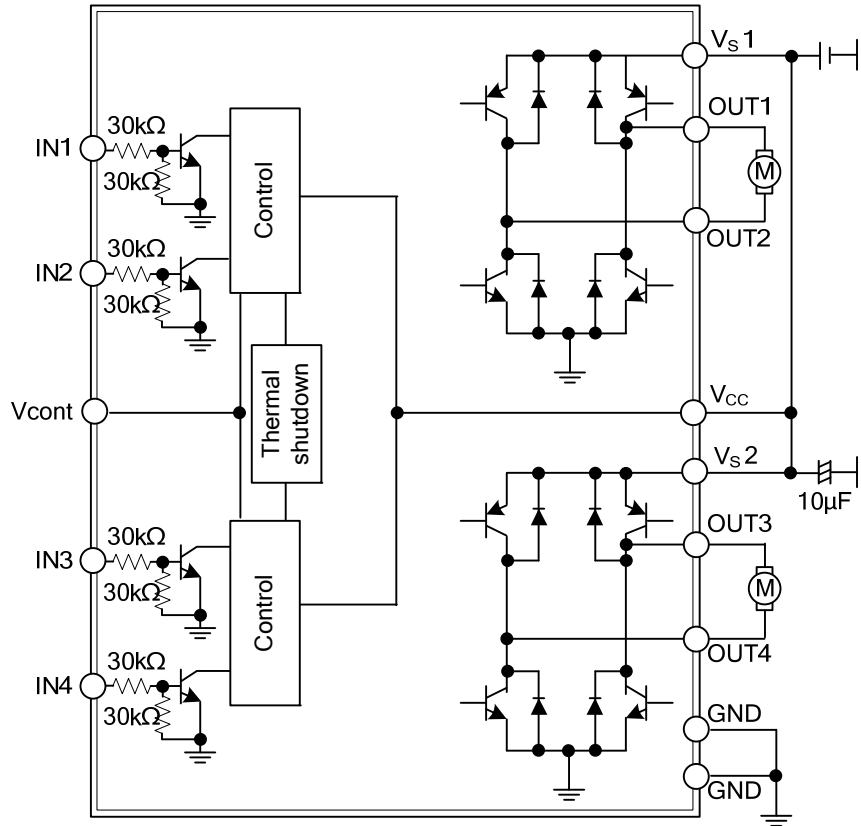 VS1
OUT1
30kΩ
IN1
30kΩ
M
Control
OUT2
30kΩ
IN2
30kΩ
Thermal
shutdown
Vcont
VCC
VS2
10µF
OUT3
30kΩ
IN3
30kΩ
M
Control
OUT4
30kΩ
IN4
30kΩ
GND
GND